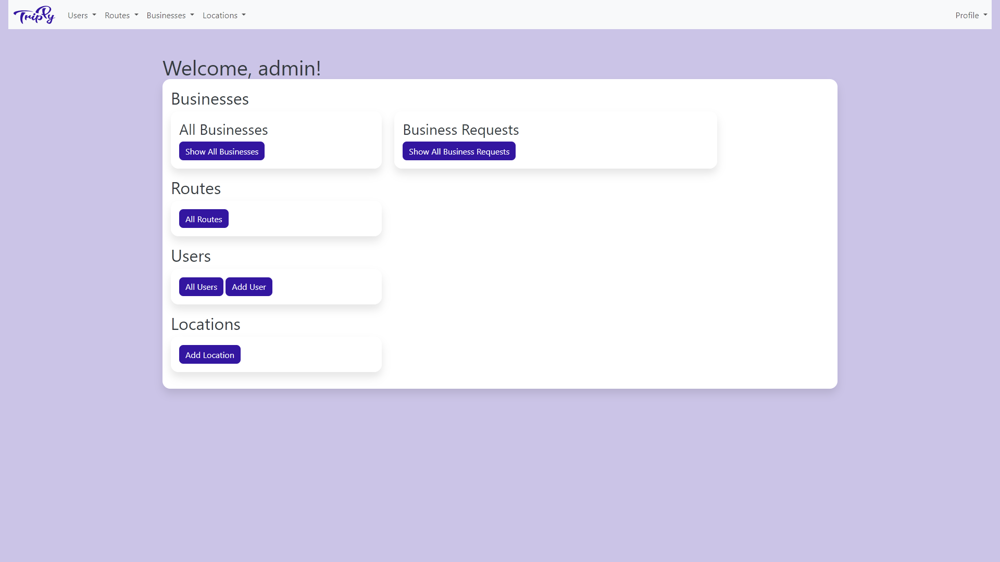 Triply Users Routes Businesses Locations Profile
Welcome, admin!
Businesses
All Businesses Business Requests
Show All Businesses Show All Business Requests
Routes
All Routes
Users
All Users Add User
Locations
Add Location